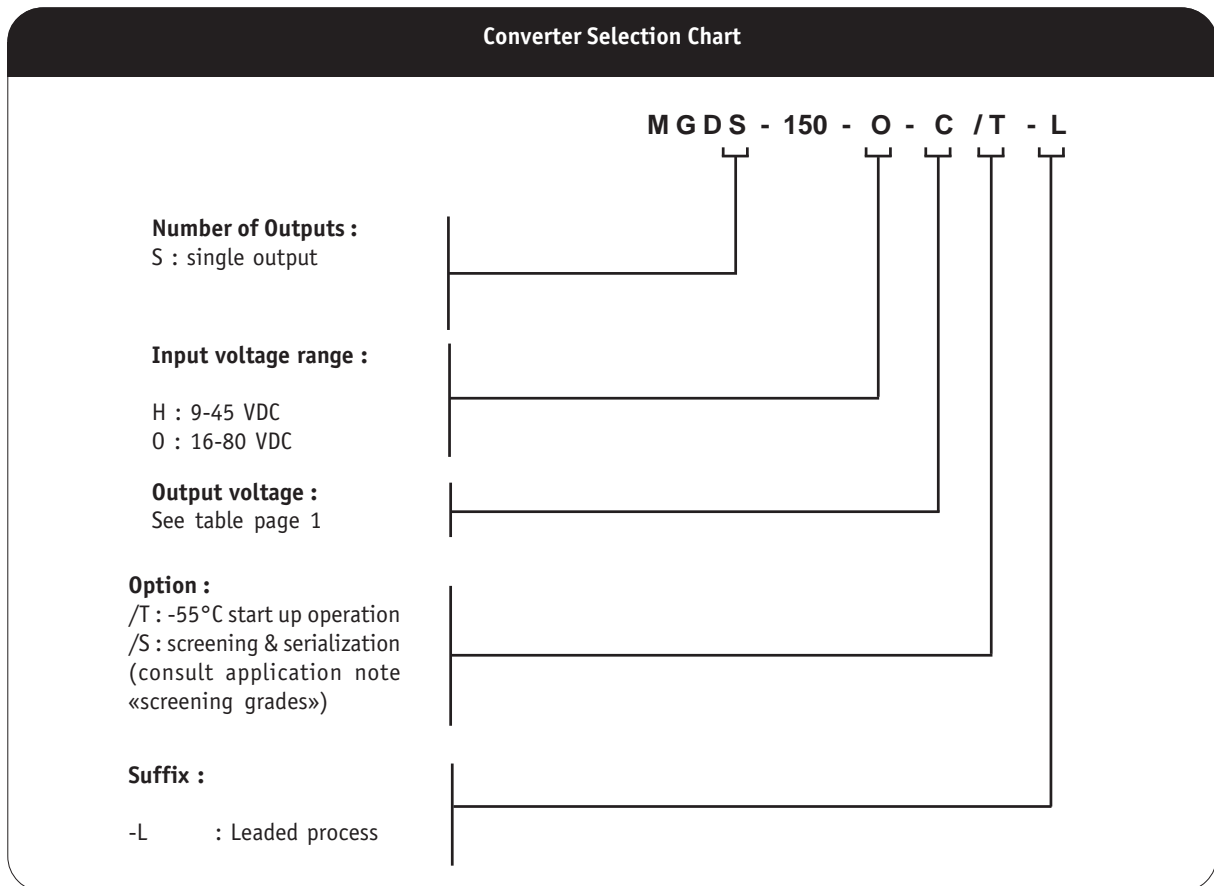 Converter Selection Chart
M G D S - 150 - O - C / T - L
Number of Outputs :
S : single output
Input voltage range :
H : 9-45 VDC
O : 16-80 VDC
Output voltage :
See table page 1
Option :
/T : -55°C start up operation
/S : screening & serialization
(consult application note
«screening grades»)
Suffix :
-L : Leaded process